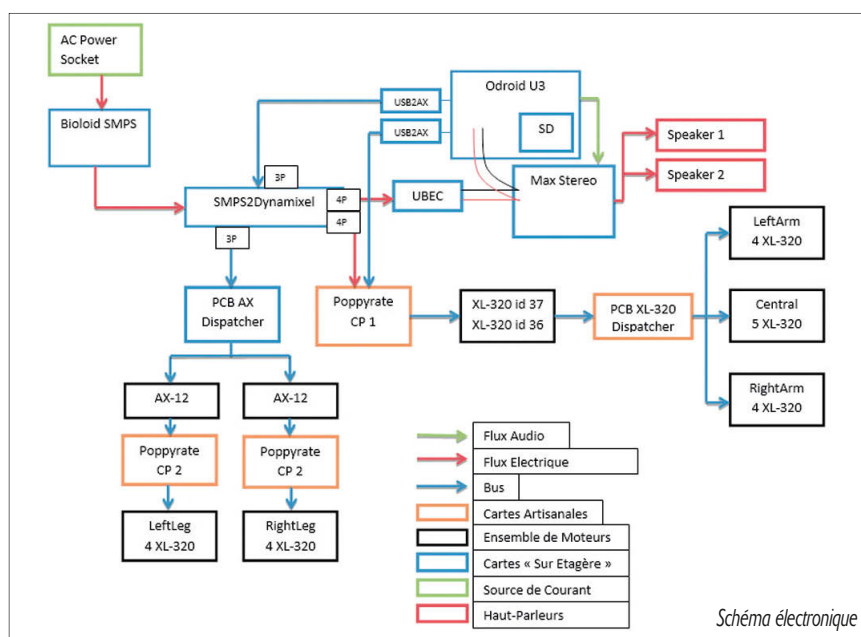 AC Power
Socket
Bioloid SMPS
USB2AX
USB2AX
Odroid U3
SD
Speaker 1
Speaker 2
Max Stereo
3P
SMPS2Dynamixel
4P
4P
UBEC
3P
LeftArm
4 XL-320
PCB AX
Dispatcher
Poppyrate
CP 1
XL-320 id 37
XL-320 id 36
PCB XL-320
Dispatcher
Central
5 XL-320
AX-12
AX-12
RightArm
4 XL-320
Poppyrate
CP 2
Poppyrate
CP 2
LeftLeg
4 XL-320
RightLeg
4 XL-320
Flux Audio
Flux Electrique
Bus
Cartes Artisanales
Ensemble de Moteurs
Cartes « Sur Etagère »
Source de Courant
Haut-Parleurs
Schéma électronique